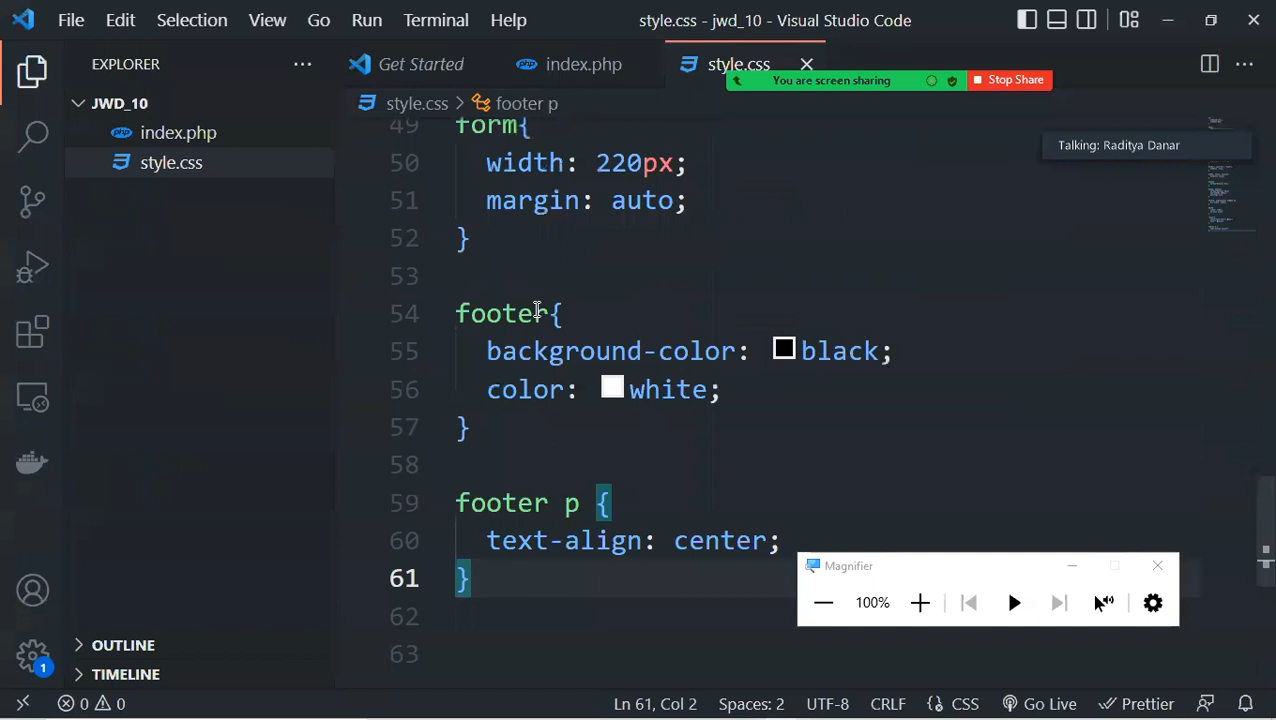 File Edit Selection View Go Run Terminal Help style.css - jwd_10 - Visual Studio Code
EXPLORER
Get Started index.php style.css
You are screen sharing Stop Share
Talking: Raditya Danar
JWD_10
index.php
style.css
style.css > footer p
49 form{
50 width: 220px;
51 margin: auto;
52 }
53
54 footer{
55 background-color: black;
56 color: white;
57 }
58
59 footer p {
60 text-align: center;
61 }
62
63
Magnifier
100%
OUTLINE
TIMELINE
1
0 0 Ln 61, Col 2 Spaces: 2 UTF-8 CRLF CSS Go Live Prettier